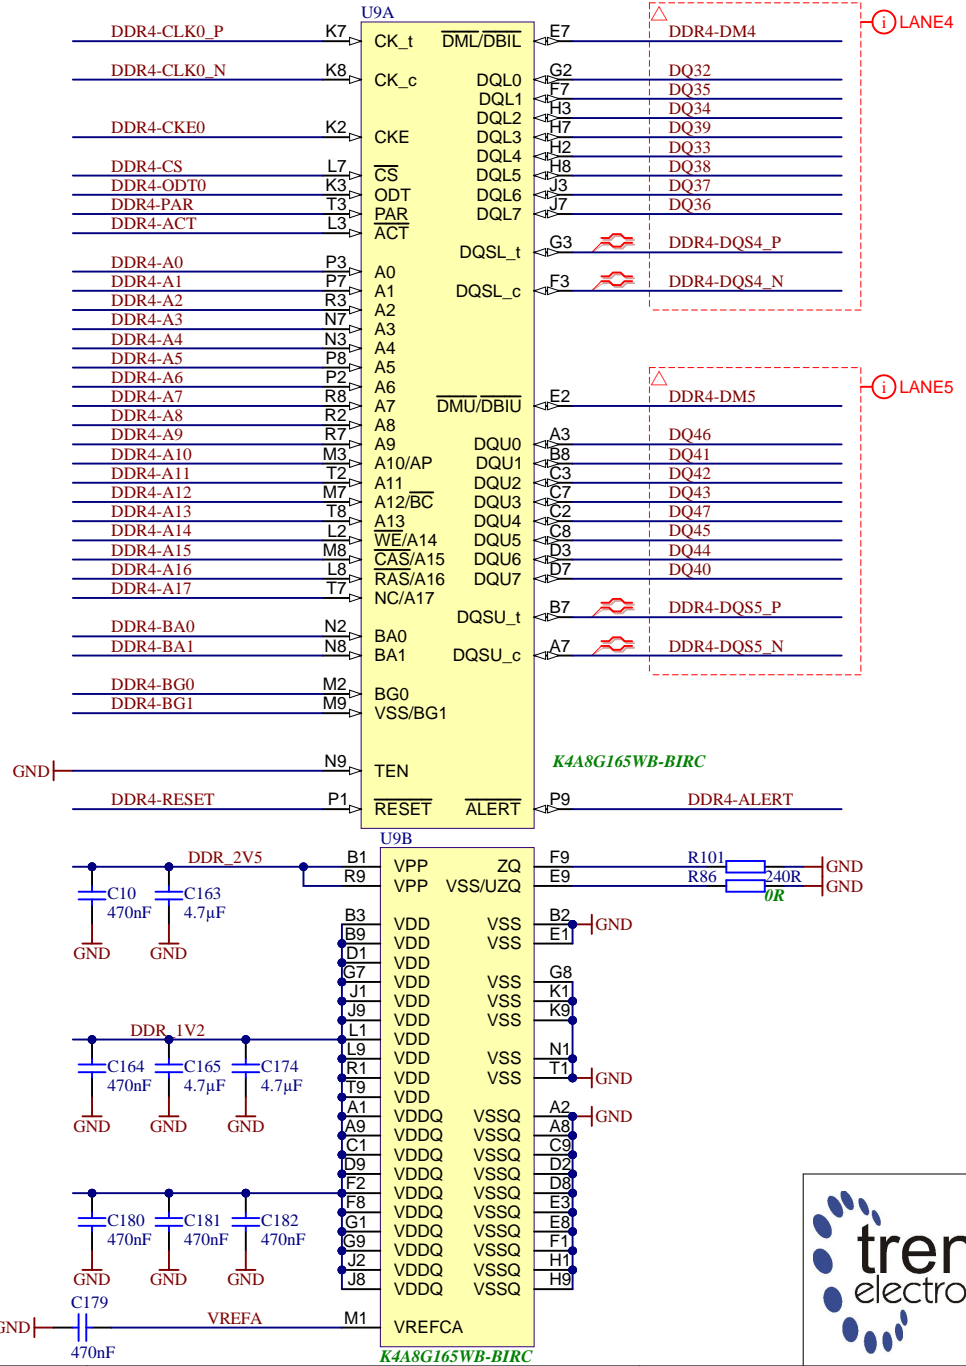 U9A
DDR4-CLK0_P K7 CK_t DML/DBIL E7 DDR4-DM4
LANE4
DDR4-CLK0_N K8 CK_c DQL0 G2 DQ32
DQL1 F7 DQ35
DQL2 H3 DQ34
DDR4-CKE0 K2 CKE DQL3 H7 DQ39
DQL4 H2 DQ33
DDR4-CS L7 CS DQL5 H8 DQ38
DDR4-ODT0 K3 ODT DQL6 J3 DQ37
DDR4-PAR T3 PAR DQL7 J7 DQ36
DDR4-ACT L3 ACT
DQSL_t G3 DDR4-DQS4_P
DDR4-A0 P3 A0
DDR4-A1 P7 A1 DQSL_c F3 DDR4-DQS4_N
DDR4-A2 R3 A2
DDR4-A3 N7 A3
DDR4-A4 N3 A4
DDR4-A5 P8 A5
DDR4-A6 P2 A6
LANE5
DDR4-A7 R8 A7 DMU/DBIU E2 DDR4-DM5
DDR4-A8 R2 A8
DDR4-A9 R7 A9 DQU0 A3 DQ46
DDR4-A10 M3 A10/AP DQU1 B8 DQ41
DDR4-A11 T2 A11 DQU2 C3 DQ42
DDR4-A12 M7 A12/BC DQU3 C7 DQ43
DDR4-A13 T8 A13 DQU4 C2 DQ47
DDR4-A14 L2 WE/A14 DQU5 C8 DQ45
DDR4-A15 M8 CAS/A15 DQU6 D3 DQ44
DDR4-A16 L8 RAS/A16 DQU7 D7 DQ40
DDR4-A17 T7 NC/A17
DQSU_t B7 DDR4-DQS5_P
DDR4-BA0 N2 BA0
DDR4-BA1 N8 BA1 DQSU_c A7 DDR4-DQS5_N
DDR4-BG0 M2 BG0
DDR4-BG1 M9 VSS/BG1
K4A8G165WB-BIRC
GND N9 TEN
DDR4-RESET P1 RESET ALERT P9 DDR4-ALERT
U9B
DDR_2V5 B1 VPP ZQ F9 R101 240R GND
R9 VPP VSS/UZQ E9 R86 0R GND
C10 C163
470nF 4.7µF
GND GND
B3 VDD VSS B2 GND
B9 VDD VSS E1
D1 VDD
G7 VDD VSS G8
J1 VDD VSS K1
J9 VDD VSS K9
DDR_1V2 L1 VDD
L9 VDD VSS N1
R1 VDD VSS T1 GND
T9 VDD
C164 C165 C174
470nF 4.7µF 4.7µF
GND GND GND
A1 VDDQ VSSQ A2 GND
A9 VDDQ VSSQ A8
C1 VDDQ VSSQ C9
D9 VDDQ VSSQ D2
F2 VDDQ VSSQ D8
F8 VDDQ VSSQ E3
G1 VDDQ VSSQ E8
G9 VDDQ VSSQ F1
J2 VDDQ VSSQ H1
J8 VDDQ VSSQ H9
C180 C181 C182
470nF 470nF 470nF
GND GND GND
C179
GND VREFA M1 VREFCA
470nF
K4A8G165WB-BIRC
tren
electro